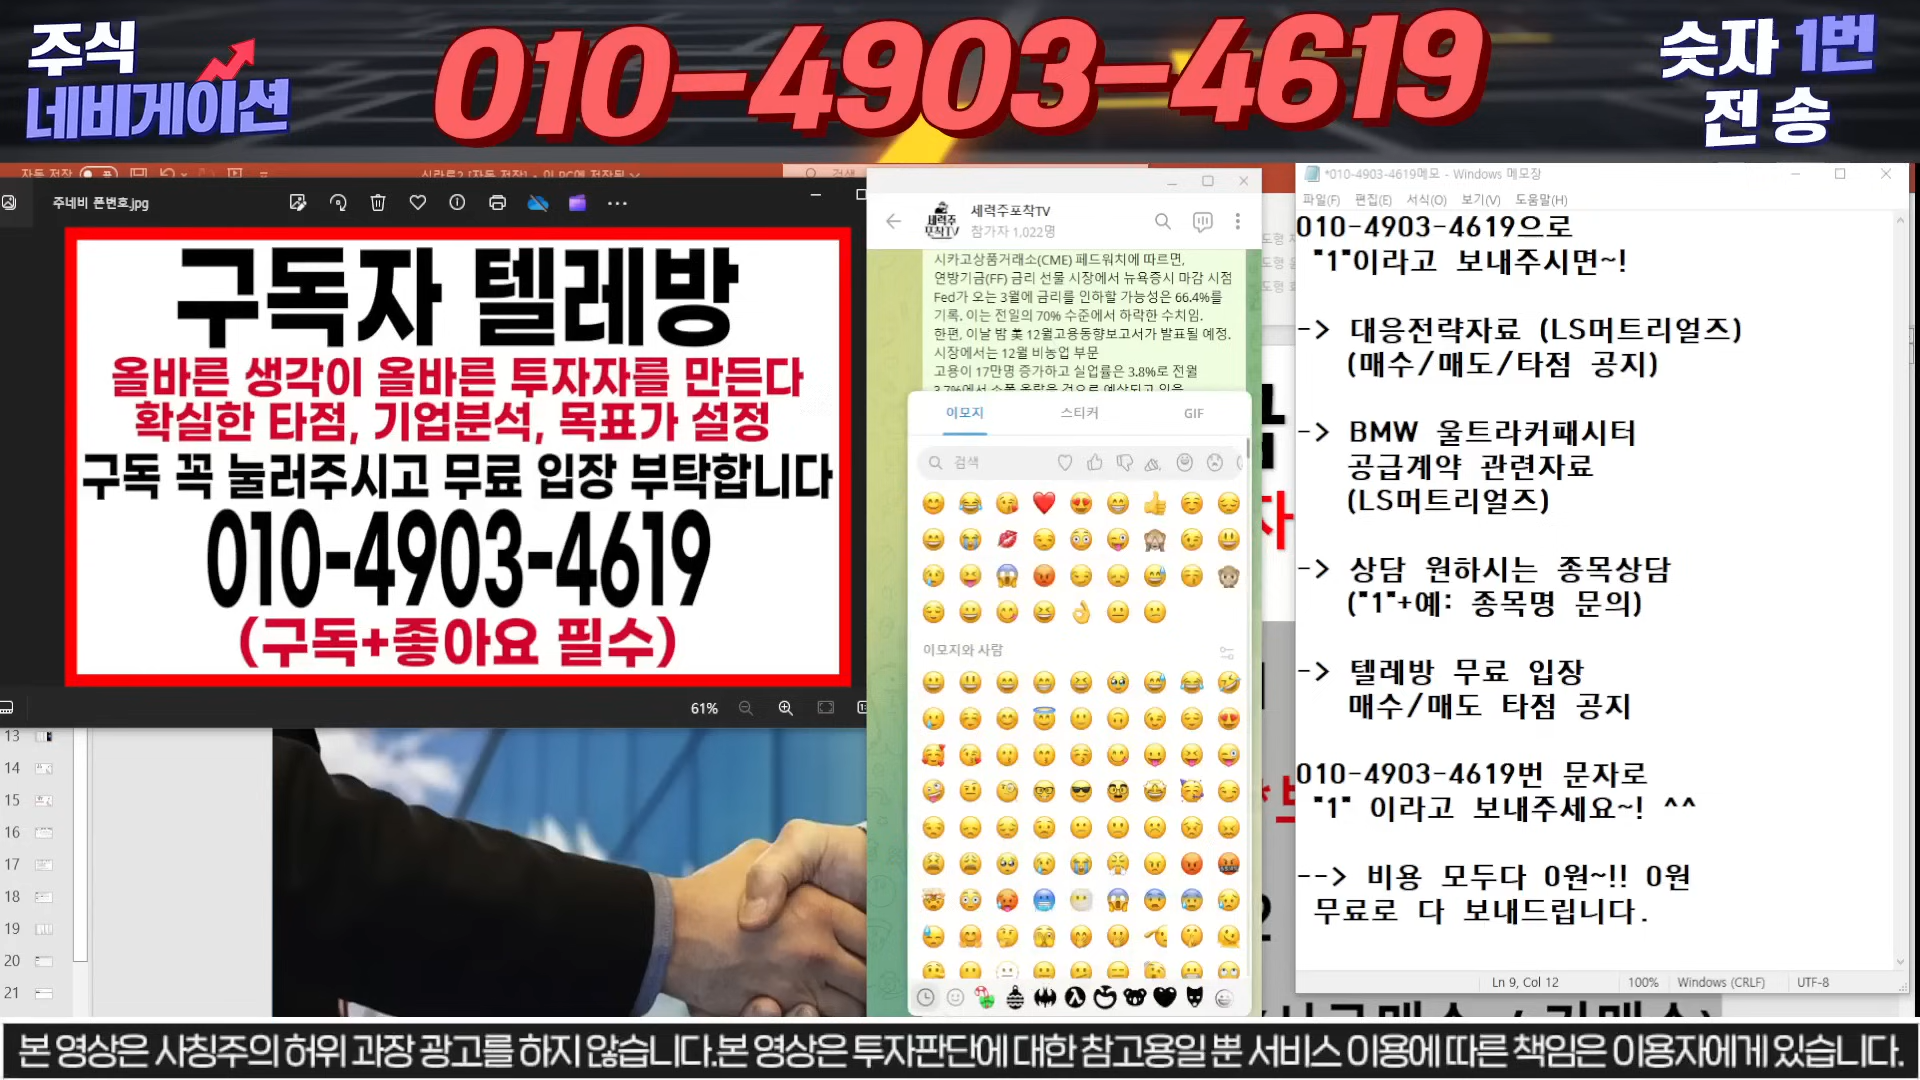 주식
네비게이션
010-4903-4619
숫자 1번
전송
주네비 폰번호.jpg
구독자 텔레방
올바른 생각이 올바른 투자자를 만든다
확실한 타점, 기업분석, 목표가 설정
구독 꼭 눌러주시고 무료 입장 부탁합니다
010-4903-4619
(구독+좋아요 필수)
61%
13
14
15
16
17
18
19
20
21
세력주포착TV
참가자 1,022명
시카고상품거래소(CME) 페드워치에 따르면,
연방기금(FF) 금리 선물 시장에서 뉴욕증시 마감 시점
Fed가 오는 3월에 금리를 인하할 가능성은 66.4%를
기록, 이는 전일의 70% 수준에서 하락한 수치임.
한편, 이날 밤 美 12월고용동향보고서가 발표될 예정.
시장에서는 12월 비농업 부문
고용이 17만명 증가하고 실업률은 3.8%로 전월
이모지 스티커 GIF
검색
이모지와 사람
*010-4903-4619메모 - Windows 메모장
파일(F) 편집(E) 서식(O) 보기(V) 도움말(H)
010-4903-4619으로
"1"이라고 보내주시면~!
-> 대응전략자료 (LS머트리얼즈)
(매수/매도/타점 공지)
-> BMW 울트라커패시터
공급계약 관련자료
(LS머트리얼즈)
-> 상담 원하시는 종목상담
("1"+예: 종목명 문의)
-> 텔레방 무료 입장
매수/매도 타점 공지
010-4903-4619번 문자로
"1" 이라고 보내주세요~! ^^
--> 비용 모두다 0원~!! 0원
무료로 다 보내드립니다.
Ln 9, Col 12 100% Windows (CRLF) UTF-8
본 영상은 사칭주의 허위 과장 광고를 하지 않습니다.본 영상은 투자판단에 대한 참고용일 뿐 서비스 이용에 따른 책임은 이용자에게 있습니다.